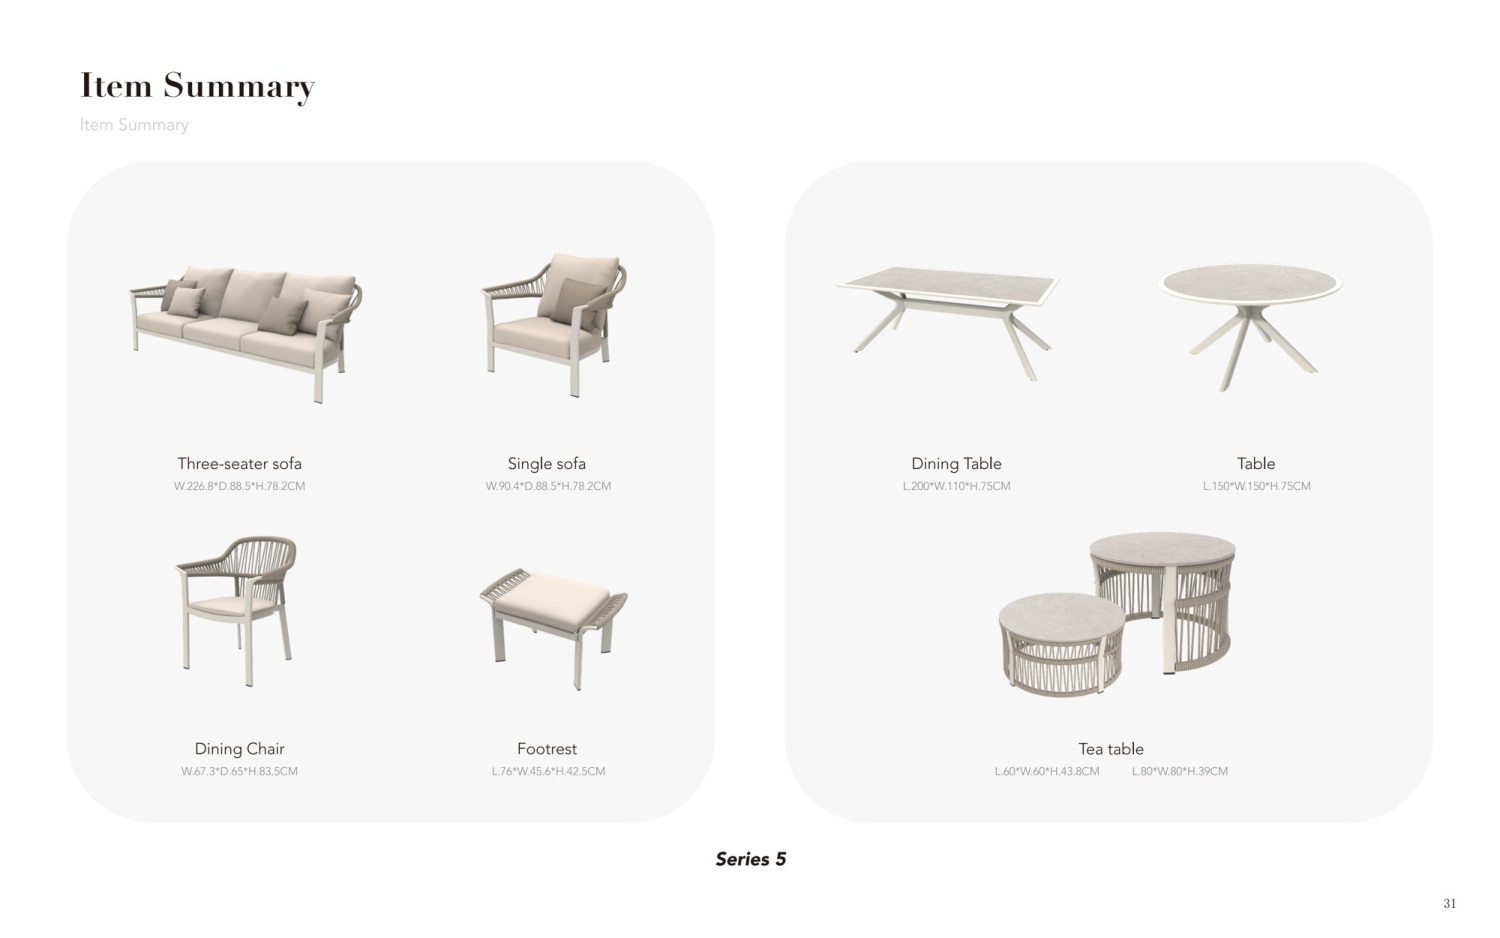 Item Summary
Item Summary
Three-seater sofa
W.226.8*D.88.5*H.78.2CM
Single sofa
W.90.4*D.88.5*H.78.2CM
Dining Chair
W.67.3*D.65*H.83.5CM
Footrest
L.76*W.45.6*H.42.5CM
Dining Table
L.200*W.110*H.75CM
Table
L.150*W.150*H.75CM
Tea table
L.60*W.60*H.43.8CM L.80*W.80*H.39CM
Series 5
31